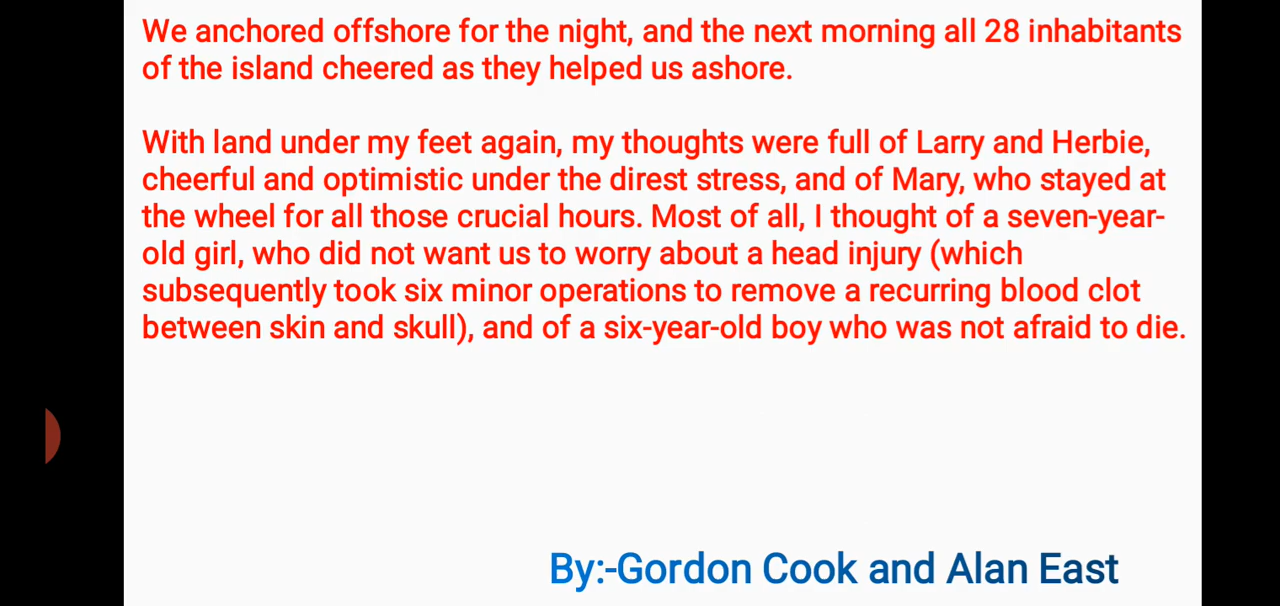 We anchored offshore for the night, and the next morning all 28 inhabitants
of the island cheered as they helped us ashore.
With land under my feet again, my thoughts were full of Larry and Herbie,
cheerful and optimistic under the direst stress, and of Mary, who stayed at
the wheel for all those crucial hours. Most of all, I thought of a seven-year-
old girl, who did not want us to worry about a head injury (which
subsequently took six minor operations to remove a recurring blood clot
between skin and skull), and of a six-year-old boy who was not afraid to die.
By:-Gordon Cook and Alan East